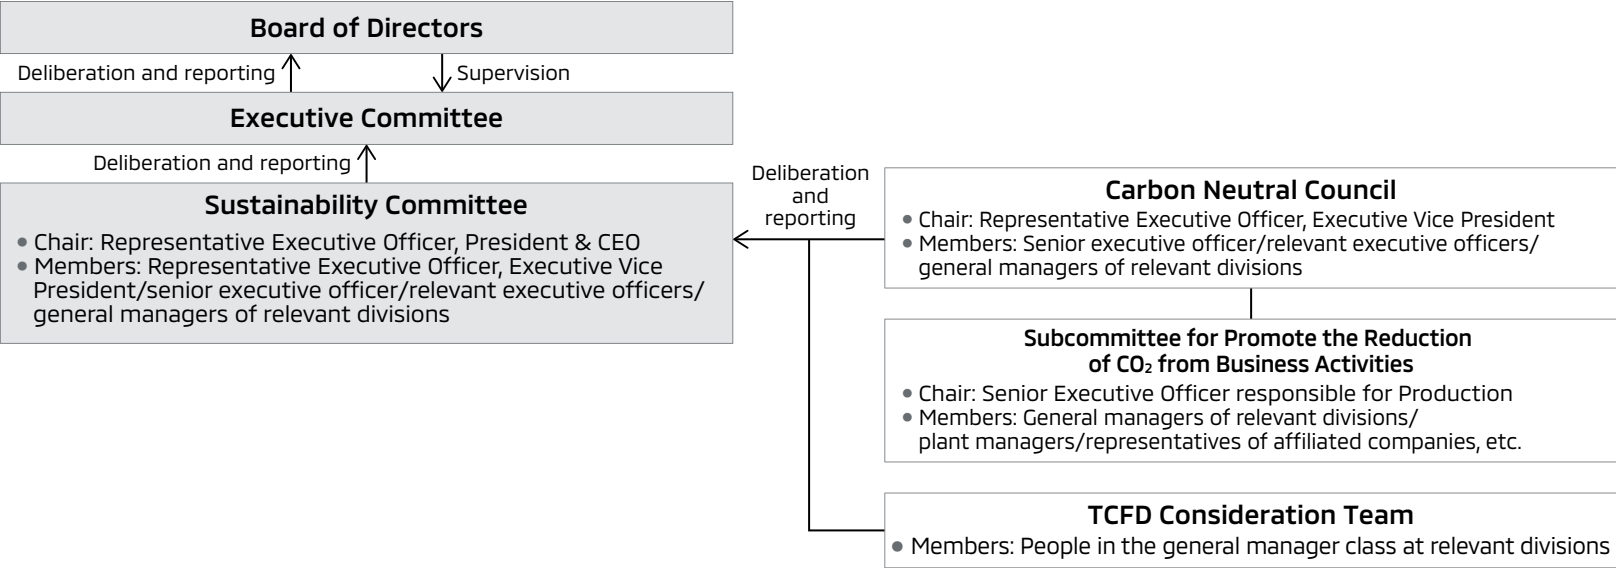 Board of Directors
Deliberation and reporting
Supervision
Executive Committee
Deliberation and reporting
Sustainability Committee
• Chair: Representative Executive Officer, President & CEO
• Members: Representative Executive Officer, Executive Vice
President/senior executive officer/relevant executive officers/
general managers of relevant divisions
Deliberation
and
reporting
Carbon Neutral Council
• Chair: Representative Executive Officer, Executive Vice President
• Members: Senior executive officer/relevant executive officers/
general managers of relevant divisions
Subcommittee for Promote the Reduction
of CO₂ from Business Activities
• Chair: Senior Executive Officer responsible for Production
• Members: General managers of relevant divisions/
plant managers/representatives of affiliated companies, etc.
TCFD Consideration Team
• Members: People in the general manager class at relevant divisions